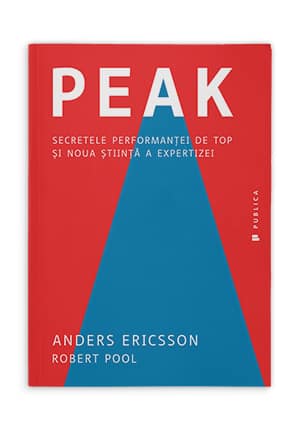 PEAK
SECRETELE PERFORMANȚEI DE TOP
ȘI NOUA ȘTIINȚĂ A EXPERTIZEI
PUBLICA
ANDERS ERICSSON
ROBERT POOL